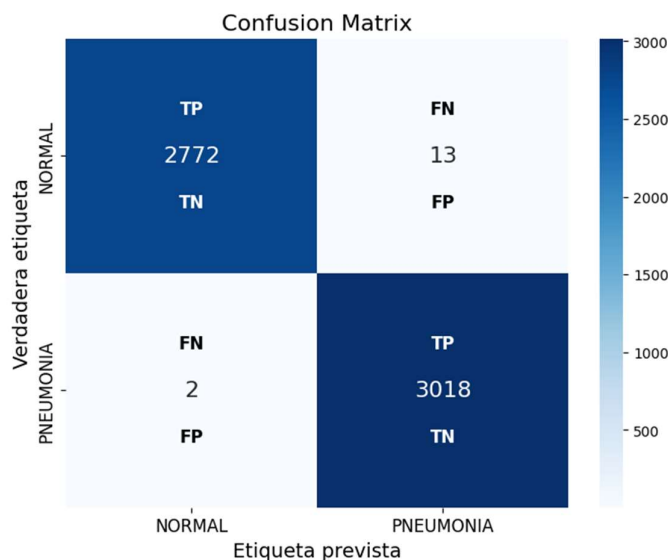 Confusion Matrix
Verdadera etiqueta
NORMAL
PNEUMONIA
TP
2772
TN
FN
13
FP
FN
2
FP
TP
3018
TN
NORMAL
PNEUMONIA
Etiqueta prevista
3000
2500
2000
1500
1000
500